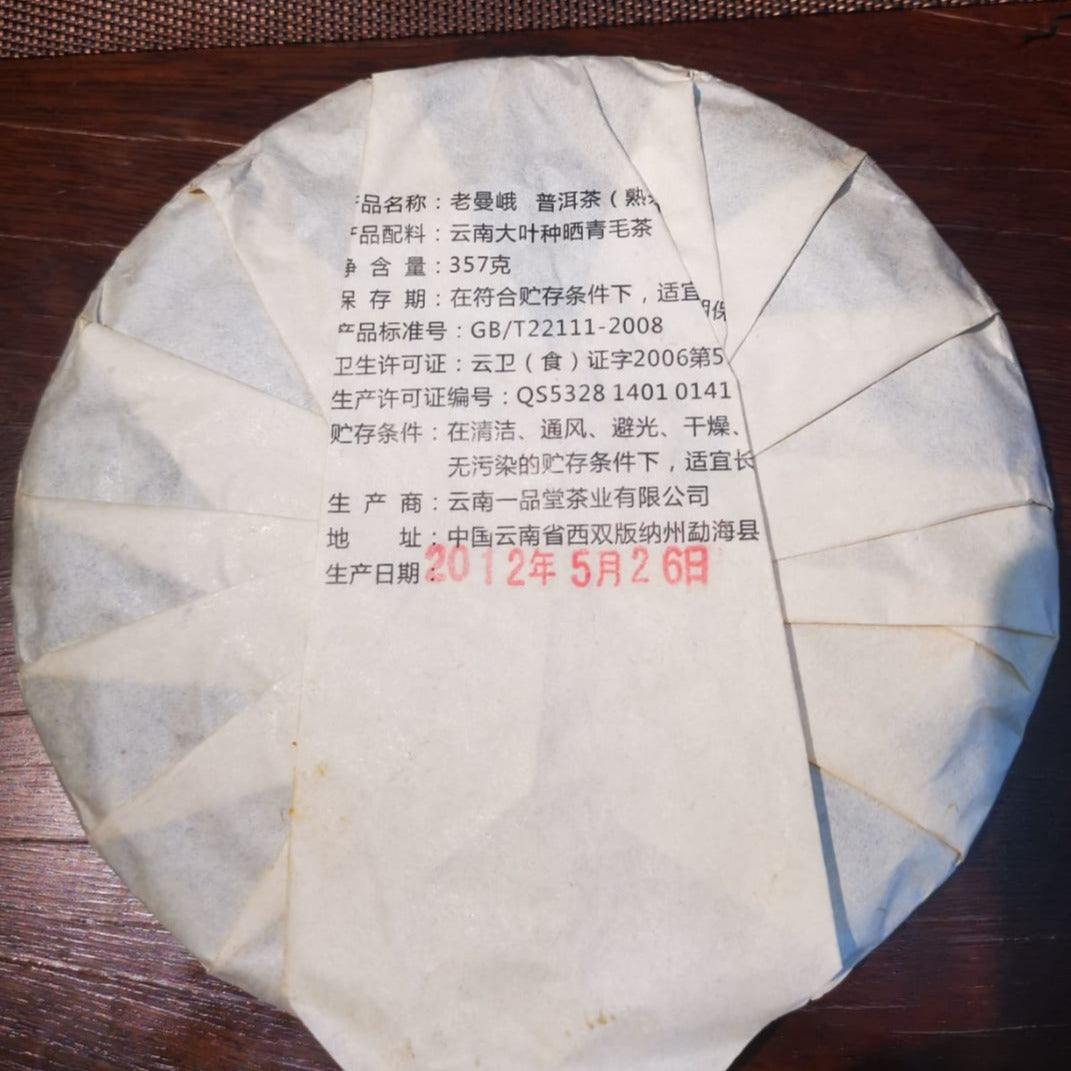 品名称：老曼峨 普洱茶（熟
品配料：云南大叶种晒青毛茶
净 含 量：357克
保 存 期：在符合贮存条件下，适宜
产品标准号：GB/T22111-2008
卫生许可证：云卫（食）证字2006第5
生产许可证编号：QS5328 1401 0141
贮存条件：在清洁、通风、避光、干燥、
无污染的贮存条件下，适宜长
生 产 商：云南一品堂茶业有限公司
地 址：中国云南省西双版纳州勐海县
生产日期：2012年5月26日